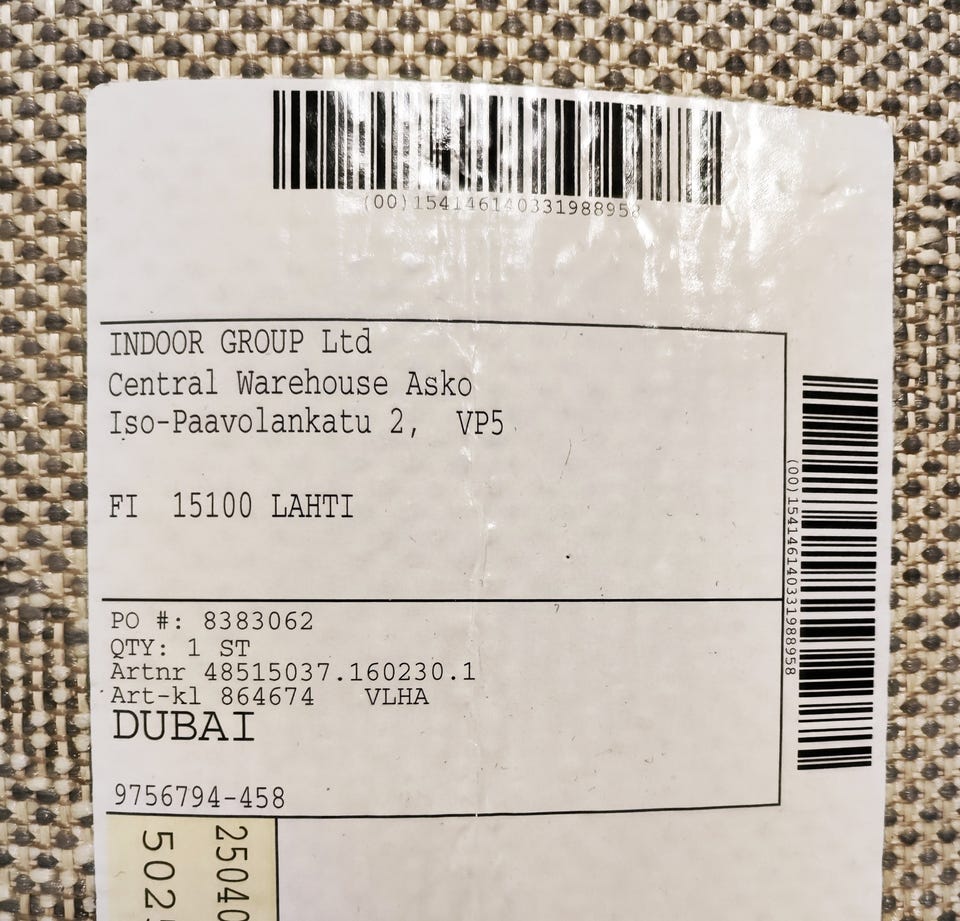 (00)154146140331988958
INDOOR GROUP Ltd
Central Warehouse Asko
Iso-Paavolankatu 2, VP5
FI 15100 LAHTI
(00)154146140331988958
PO #: 8383062
QTY: 1 ST
Artnr 48515037.160230.1
Art-kl 864674 VLHA
DUBAI
9756794-458